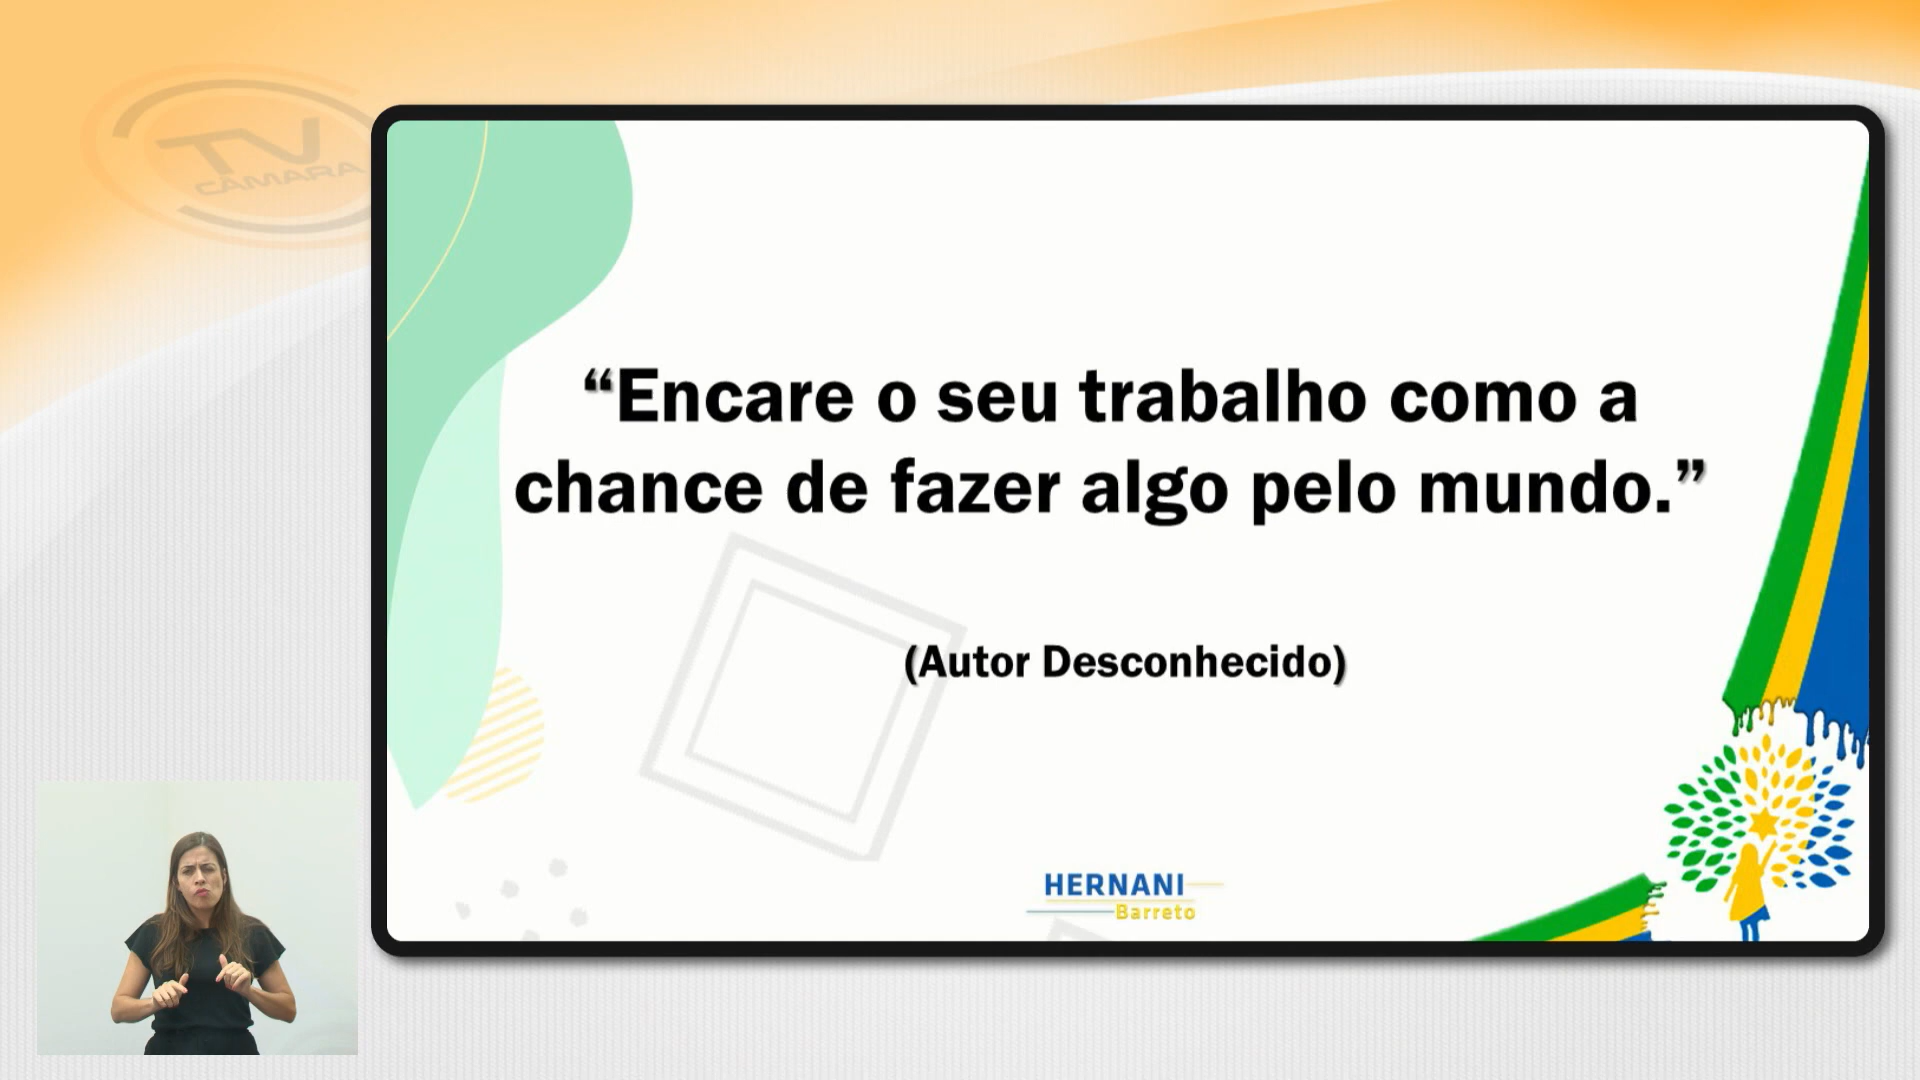 TV
CÂMARA
“Encare o seu trabalho como a
chance de fazer algo pelo mundo.”
(Autor Desconhecido)
HERNANI
Barreto